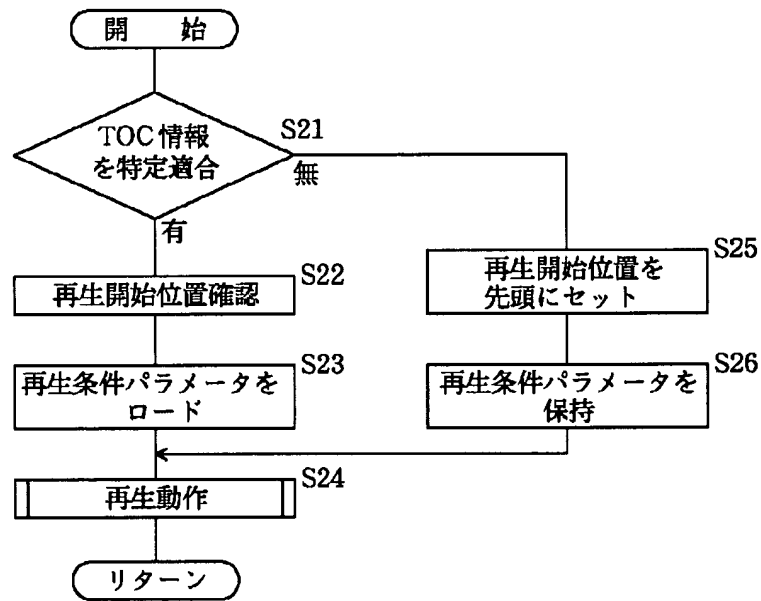 開 始
TOC情報
を特定適合
S21
無
有
S22
再生開始位置確認
S23
再生条件パラメータを
ロード
S25
再生開始位置を
先頭にセット
S26
再生条件パラメータを
保持
S24
再生動作
リターン